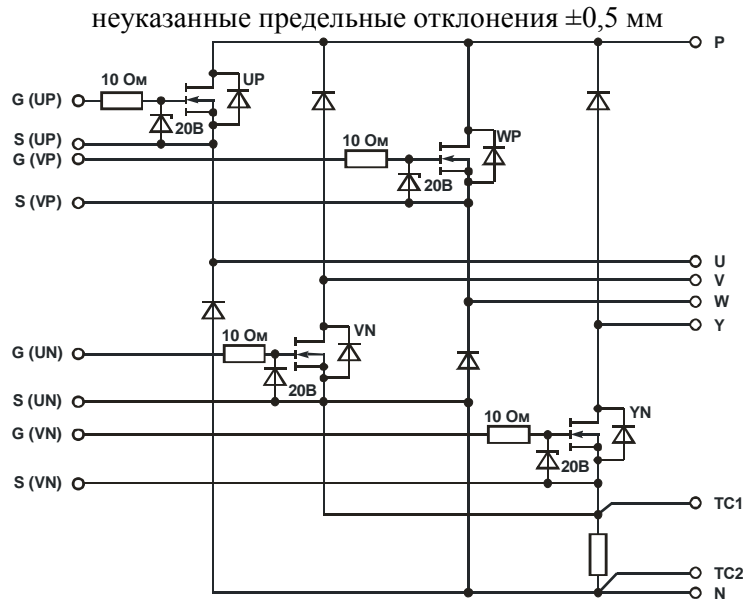 неуказанные предельные отклонения ±0,5 мм
P
10 Ом
UP
G (UP)
20В
S (UP)
10 Ом
WP
G (VP)
20В
S (VP)
U
V
W
Y
10 Ом
VN
G (UN)
20В
S (UN)
10 Ом
YN
G (VN)
20В
S (VN)
TC1
TC2
N